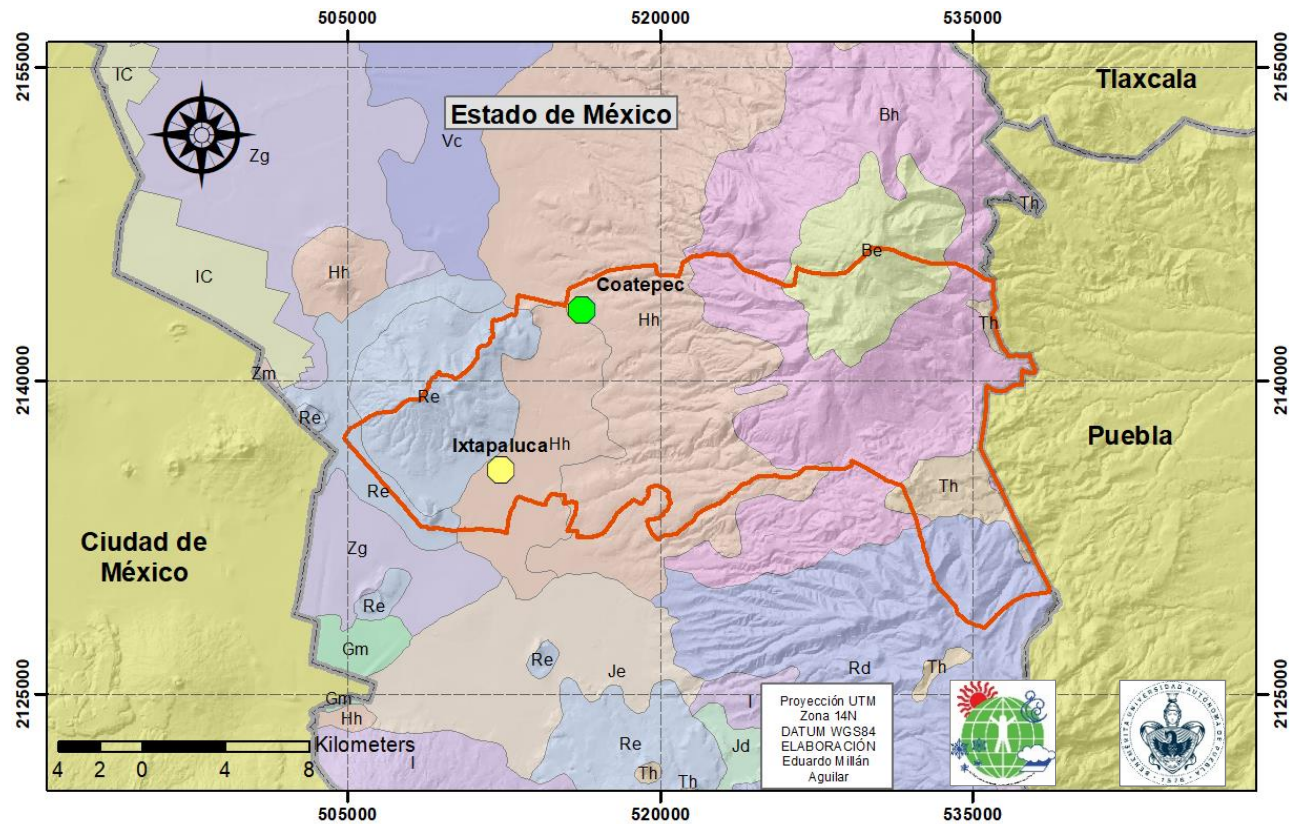 505000 520000 535000
2155000 2155000
IC
Tlaxcala
Estado de México
Bh
Vc
Zg
Th
Be
IC
Hh
Coatepec
Hh
Th
Zm
2140000 2140000
Re
Re
Puebla
Ixtapaluca
Hh
Re
Th
Ciudad de
México
Zg
Re
Gm
Re
Je
Rd
Th
2125000 2125000
Gm
I
Hh
Proyección UTM
Zona 14N
DATUM WGS84
ELABORACIÓN
Eduardo Millán
Aguilar
Re
Jd
Kilometers
I
Th
Th
4 2 0 4 8
505000 520000 535000